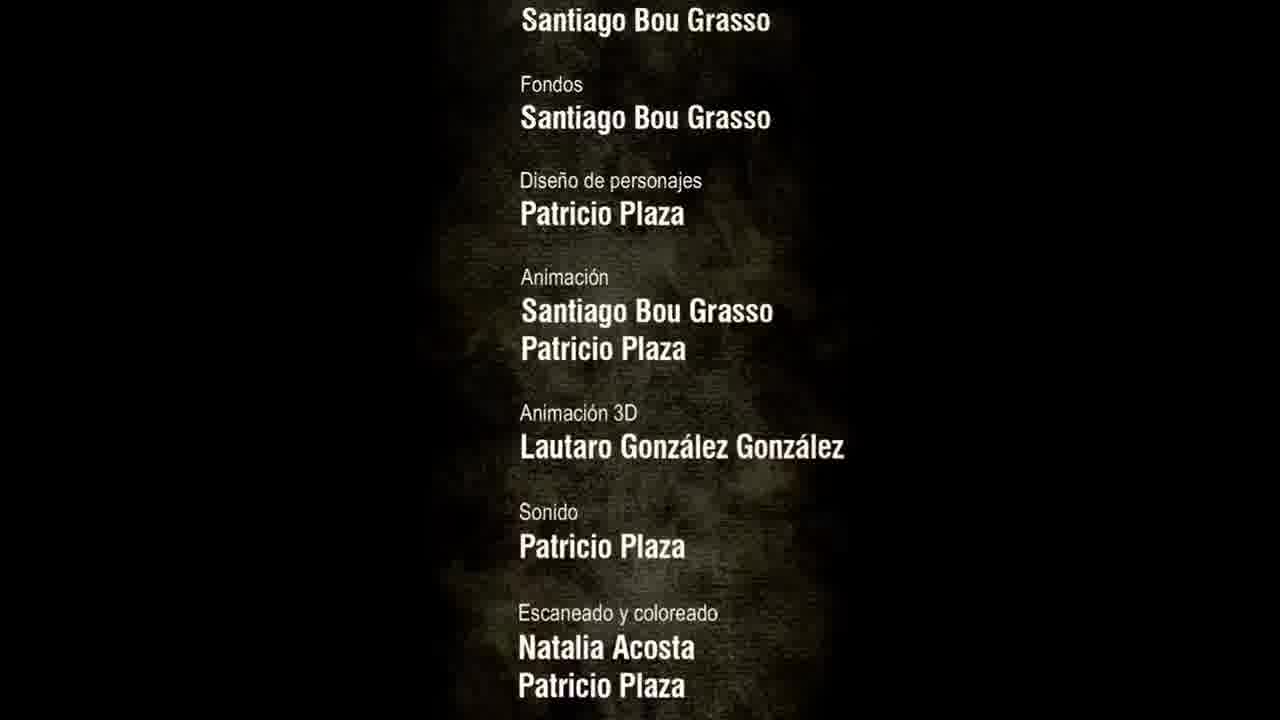 Santiago Bou Grasso
Fondos
Santiago Bou Grasso
Diseño de personajes
Patricio Plaza
Animación
Santiago Bou Grasso
Patricio Plaza
Animación 3D
Lautaro González González
Sonido
Patricio Plaza
Escaneado y coloreado
Natalia Acosta
Patricio Plaza